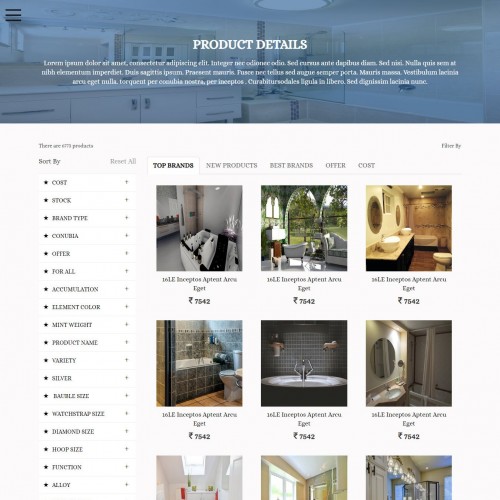 PRODUCT DETAILS
Lorem ipsum dolor sit amet, consectetur adipiscing elit. Integer nec odionec odio. Sed cursus ante dapibus diam. Sed nisi. Nulla quis sem at
nibh elementum imperdiet. Duis sagittis ipsum. Praesent mauris. Fusce nec tellus sed augue semper porta. Mauris massa. Vestibulum lacinia
arcu eget nulla. torquent per conubia nostra, per inceptos . Curabitursodales ligula in libero. Sed dignissim lacinia nunc.
There are 6775 products
Filter By
Sort By
Reset All
★ COST +
★ STOCK +
★ BRAND TYPE +
★ CONUBIA +
★ OFFER +
★ FOR ALL +
★ ACCUMULATION +
★ ELEMENT COLOR +
★ MINT WEIGHT +
★ PRODUCT NAME +
★ VARIETY +
★ SILVER +
★ BAUBLE SIZE +
★ WATCHSTRAP SIZE +
★ DIAMOND SIZE +
★ HOOP SIZE +
★ FUNCTION +
★ ALLOY +
TOP BRANDS NEW PRODUCTS BEST BRANDS OFFER COST
16LE Inceptos Aptent Arcu
Eget
₹ 7542
16LE Inceptos Aptent Arcu
Eget
₹ 7542
16LE Inceptos Aptent Arcu
Eget
₹ 7542
16LE Inceptos Aptent Arcu
Eget
₹ 7542
16LE Inceptos Aptent Arcu
Eget
₹ 7542
16LE Inceptos Aptent Arcu
Eget
₹ 7542